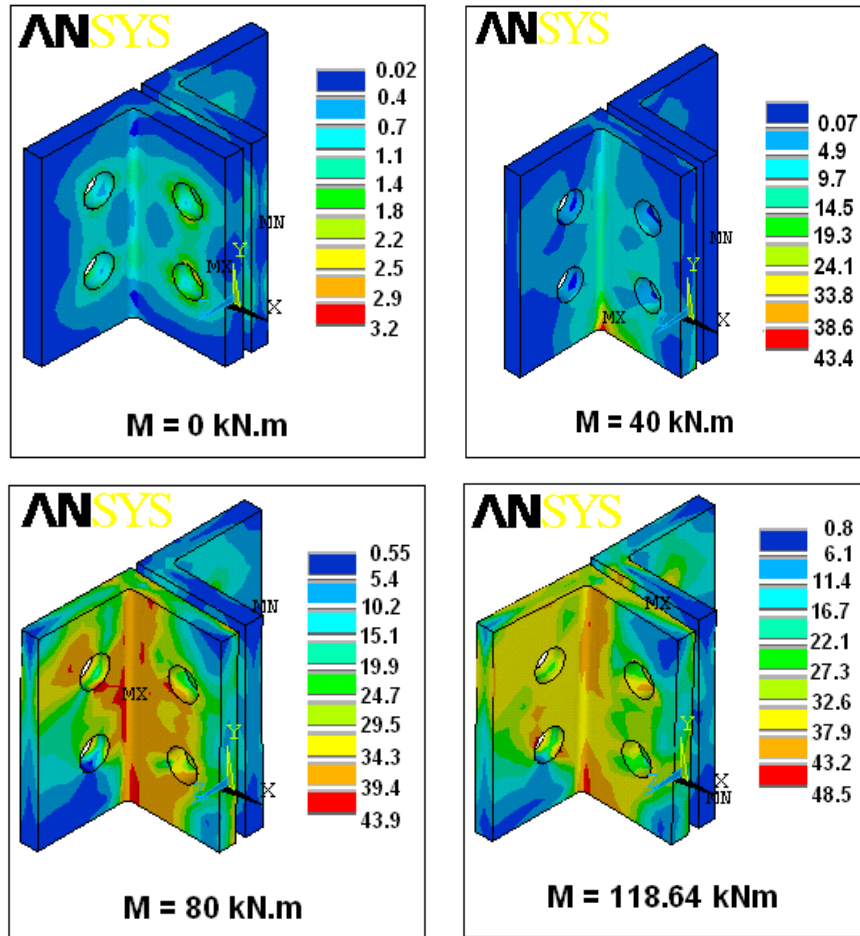 ANSYS
0.02
0.4
0.7
1.1
1.4
1.8
2.2
2.5
2.9
3.2
MN
MX
Y
Z
X
M = 0 kN.m
ANSYS
0.07
4.9
9.7
14.5
19.3
24.1
33.8
38.6
43.4
MN
Y
MX
Z
X
M = 40 kN.m
ANSYS
0.55
5.4
10.2
15.1
19.9
24.7
29.5
34.3
39.4
43.9
MN
MX
Y
Z
X
M = 80 kN.m
ANSYS
0.8
6.1
11.4
16.7
22.1
27.3
32.6
37.9
43.2
48.5
MX
Y
Z
X
MN
M = 118.64 kNm